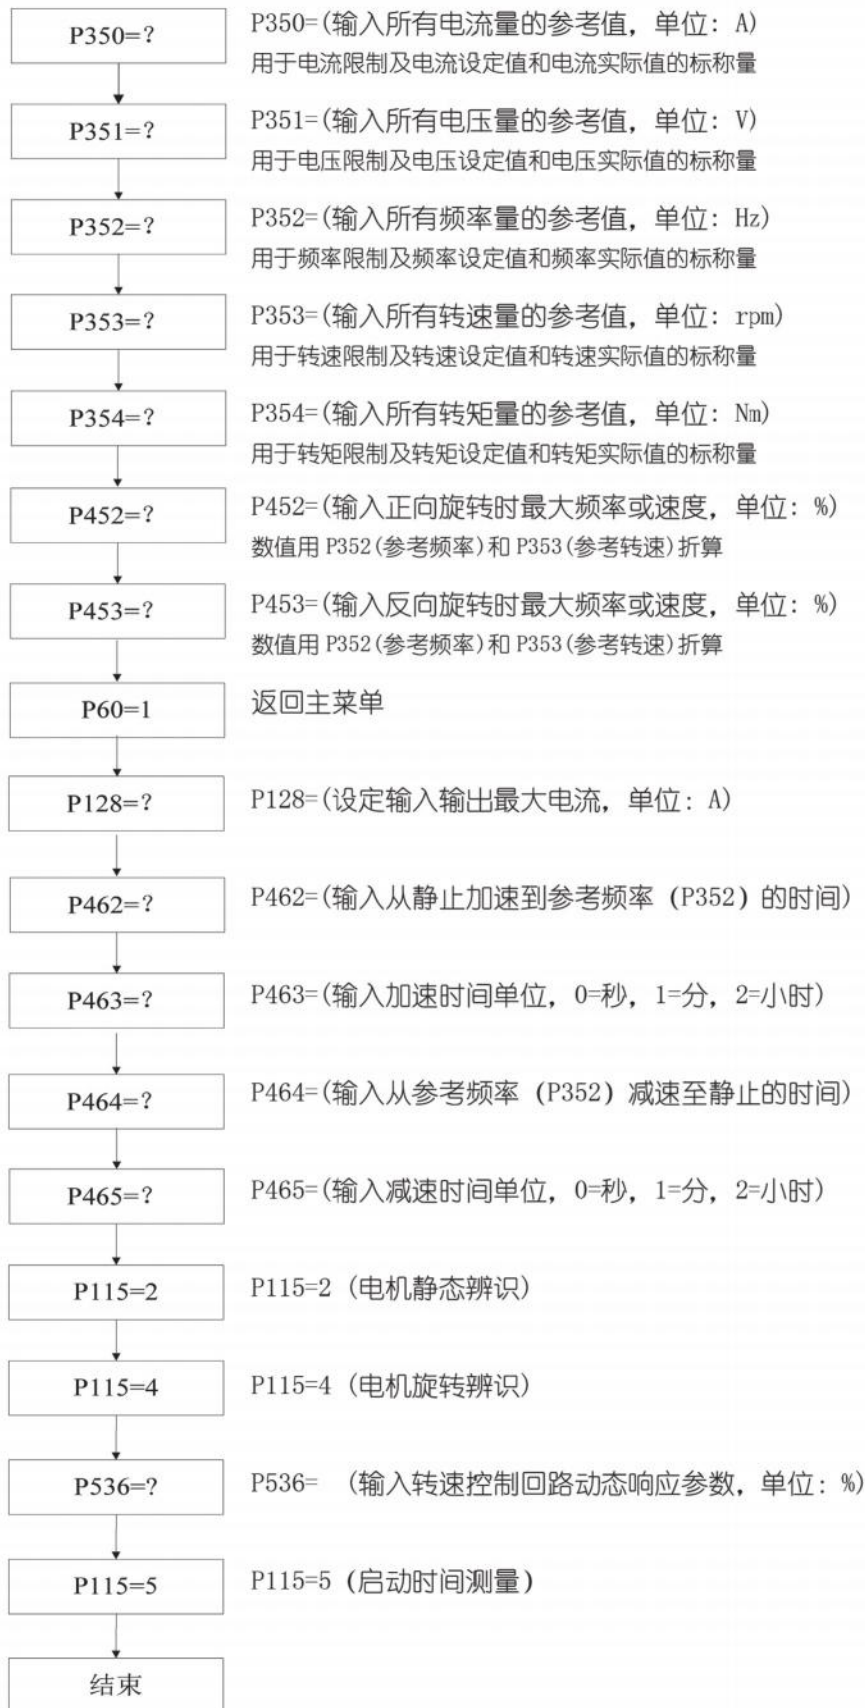 P350=?
P350=(输入所有电流量的参考值，单位：A)
用于电流限制及电流设定值和电流实际值的标称量
P351=?
P351=(输入所有电压量的参考值，单位：V)
用于电压限制及电压设定值和电压实际值的标称量
P352=?
P352=(输入所有频率量的参考值，单位：Hz)
用于频率限制及频率设定值和频率实际值的标称量
P353=?
P353=(输入所有转速量的参考值，单位：rpm)
用于转速限制及转速设定值和转速实际值的标称量
P354=?
P354=(输入所有转矩量的参考值，单位：Nm)
用于转矩限制及转矩设定值和转矩实际值的标称量
P452=?
P452=(输入正向旋转时最大频率或速度，单位：%)
数值用 P352(参考频率)和 P353(参考转速)折算
P453=?
P453=(输入反向旋转时最大频率或速度，单位：%)
数值用 P352(参考频率)和 P353(参考转速)折算
P60=1
返回主菜单
P128=?
P128=(设定输入输出最大电流，单位：A)
P462=?
P462=(输入从静止加速到参考频率（P352）的时间)
P463=?
P463=(输入加速时间单位，0=秒，1=分，2=小时)
P464=?
P464=(输入从参考频率（P352）减速至静止的时间)
P465=?
P465=(输入减速时间单位，0=秒，1=分，2=小时)
P115=2
P115=2（电机静态辨识)
P115=4
P115=4（电机旋转辨识)
P536=?
P536= （输入转速控制回路动态响应参数，单位：%)
P115=5
P115=5（启动时间测量)
结束